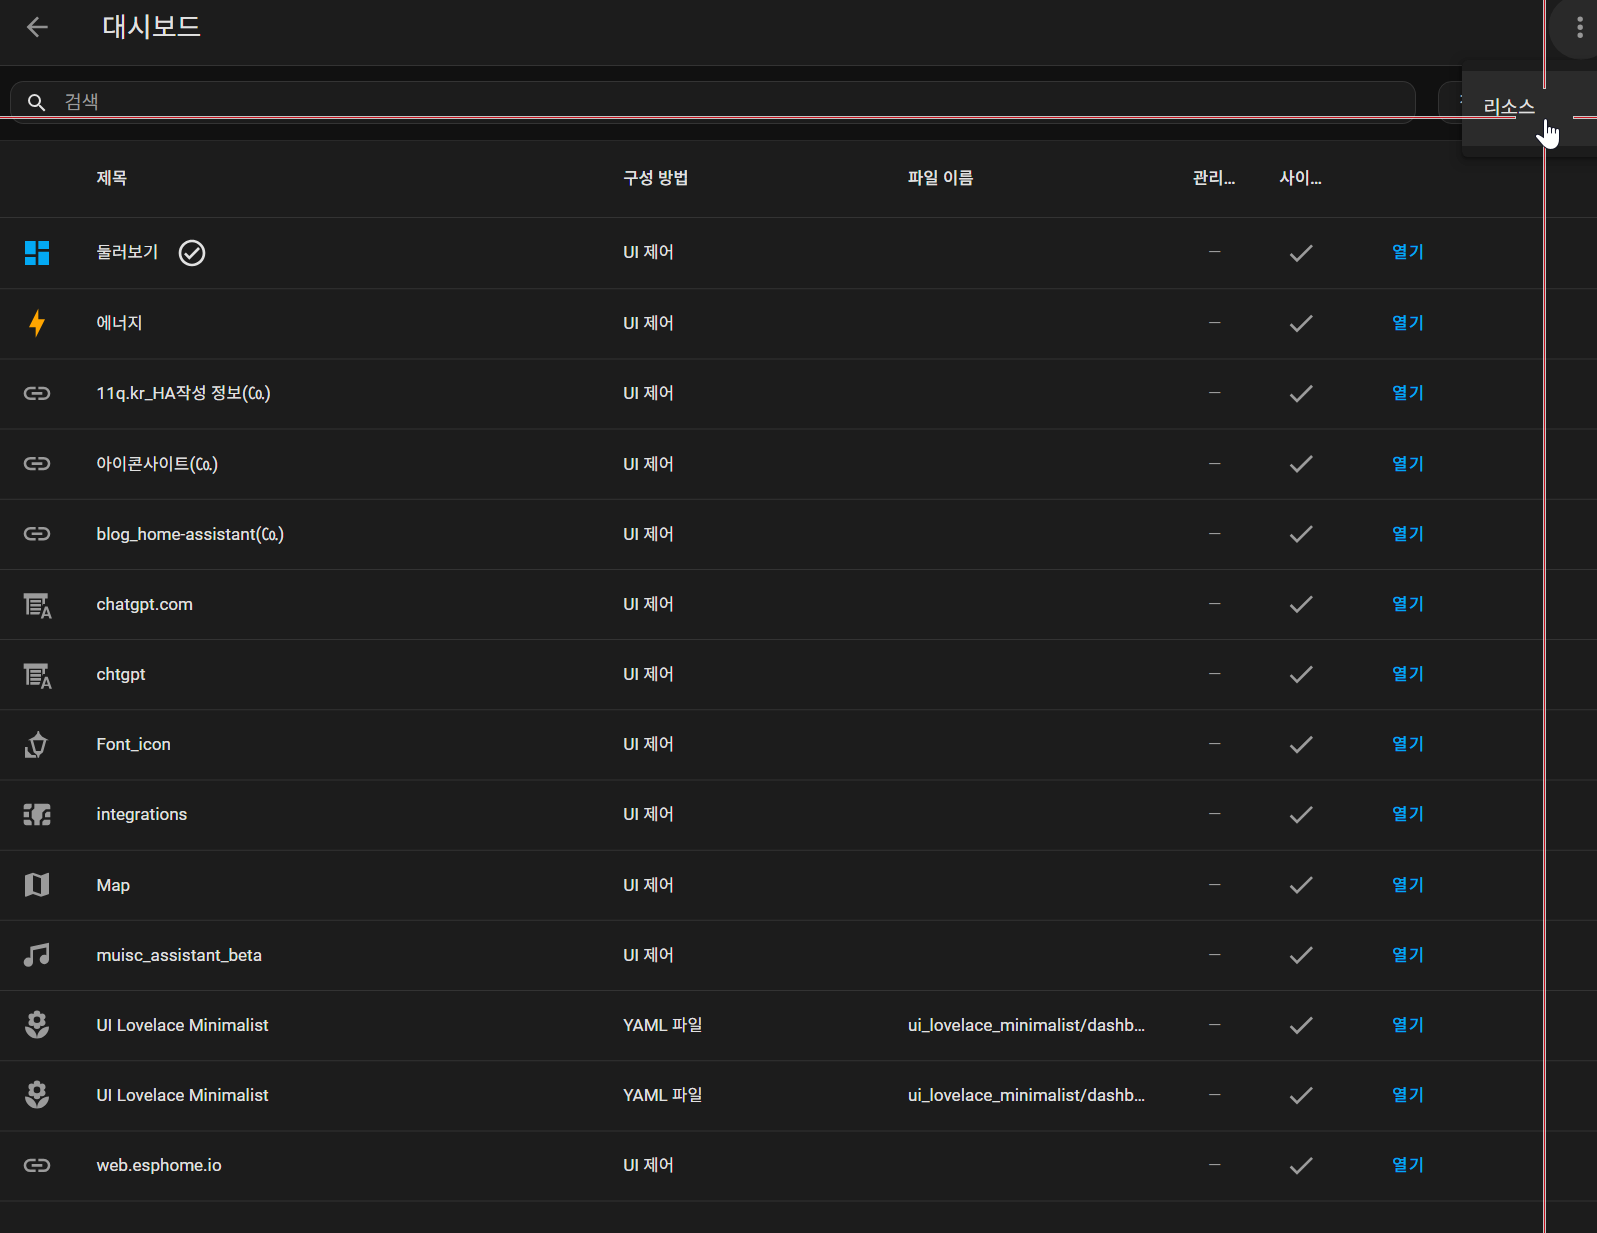 대시보드
검색
리소스
제목 구성 방법 파일 이름 관리... 사이...
둘러보기 UI 제어 — 열기
에너지 UI 제어 — 열기
11q.kr_HA작성 정보(㏇) UI 제어 — 열기
아이콘사이트(㏇) UI 제어 — 열기
blog_home-assistant(㏇) UI 제어 — 열기
chatgpt.com UI 제어 — 열기
chtgpt UI 제어 — 열기
Font_icon UI 제어 — 열기
integrations UI 제어 — 열기
Map UI 제어 — 열기
muisc_assistant_beta UI 제어 — 열기
UI Lovelace Minimalist YAML 파일 ui_lovelace_minimalist/dashb... — 열기
UI Lovelace Minimalist YAML 파일 ui_lovelace_minimalist/dashb... — 열기
web.esphome.io UI 제어 — 열기